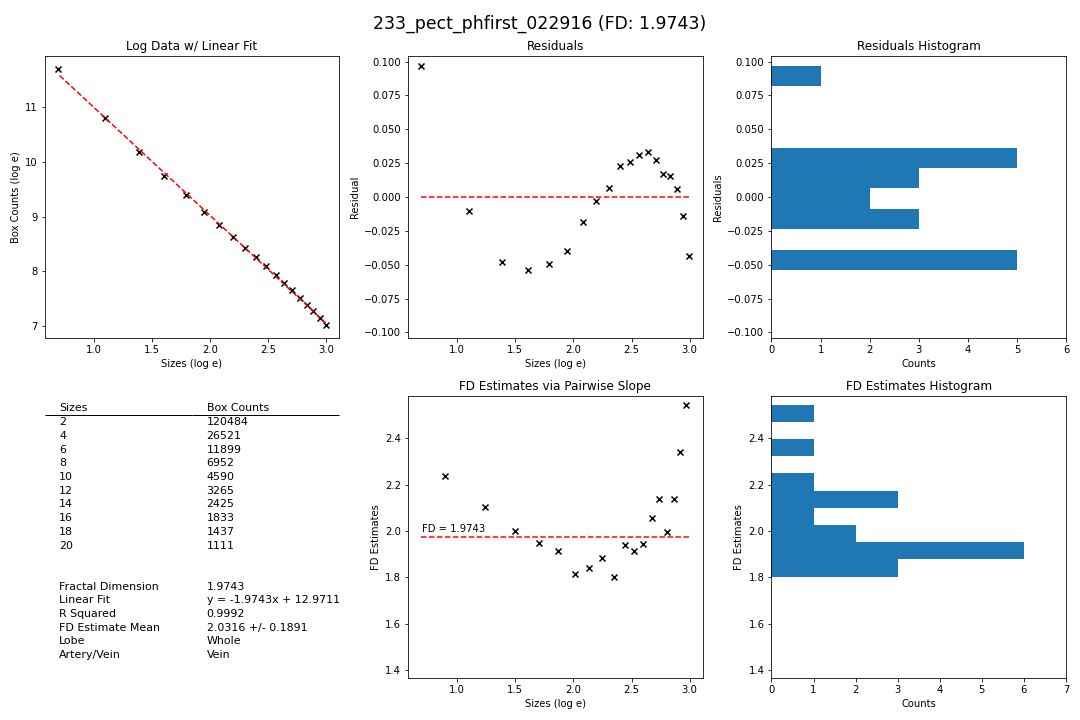 233_pect_phfirst_022916 (FD: 1.9743)
Log Data w/ Linear Fit
Box Counts (log e)
11
10
9
8
7
1.0 1.5 2.0 2.5 3.0
Sizes (log e)
Residuals
Residual
0.100
0.075
0.050
0.025
0.000
−0.025
−0.050
−0.075
−0.100
1.0 1.5 2.0 2.5 3.0
Sizes (log e)
Residuals Histogram
Residuals
0.100
0.075
0.050
0.025
0.000
−0.025
−0.050
−0.075
−0.100
0 1 2 3 4 5 6
Counts
Sizes Box Counts
2 120484
4 26521
6 11899
8 6952
10 4590
12 3265
14 2425
16 1833
18 1437
20 1111
Fractal Dimension 1.9743
Linear Fit y = -1.9743x + 12.9711
R Squared 0.9992
FD Estimate Mean 2.0316 +/- 0.1891
Lobe Whole
Artery/Vein Vein
FD Estimates via Pairwise Slope
FD Estimates
2.4
2.2
2.0
1.8
1.6
1.4
FD = 1.9743
1.0 1.5 2.0 2.5 3.0
Sizes (log e)
FD Estimates Histogram
FD Estimates
2.4
2.2
2.0
1.8
1.6
1.4
0 1 2 3 4 5 6 7
Counts